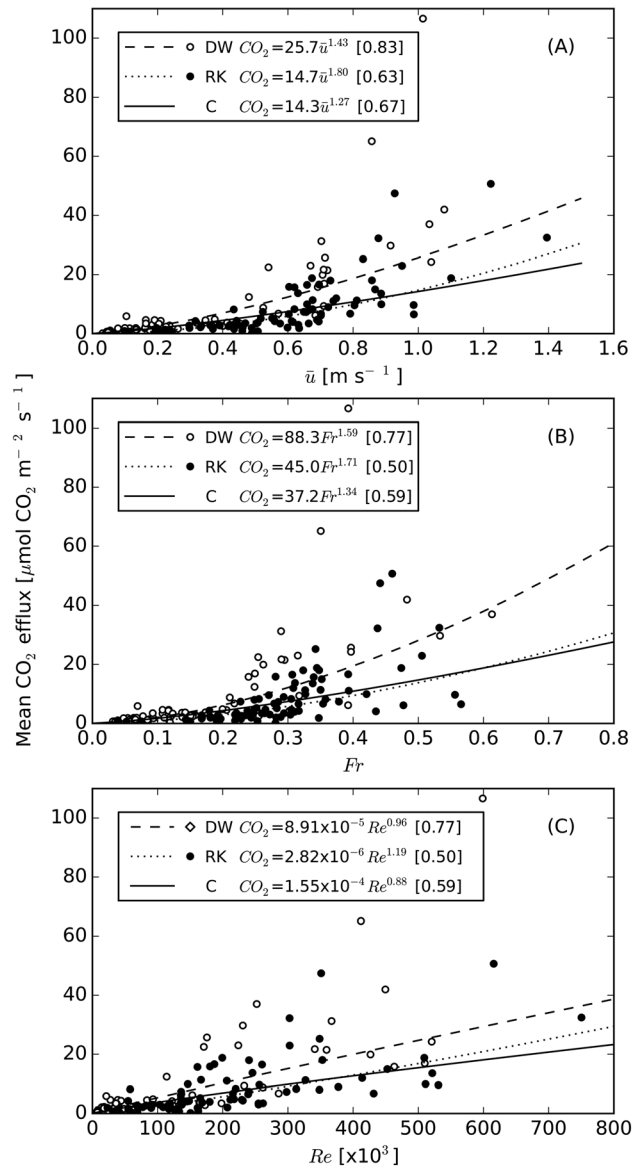 Mean CO₂ efflux [μmol CO₂ m⁻² s⁻¹]
(A)
DW CO₂=25.7ū^1.43 [0.83]
RK CO₂=14.7ū^1.80 [0.63]
C CO₂=14.3ū^1.27 [0.67]
100
80
60
40
20
0
0.0 0.2 0.4 0.6 0.8 1.0 1.2 1.4 1.6
ū [m s⁻¹]
(B)
DW CO₂=88.3Fr^1.59 [0.77]
RK CO₂=45.0Fr^1.71 [0.50]
C CO₂=37.2Fr^1.34 [0.59]
100
80
60
40
20
0
0.0 0.1 0.2 0.3 0.4 0.5 0.6 0.7 0.8
Fr
(C)
DW CO₂=8.91x10⁻⁵ Re^0.96 [0.77]
RK CO₂=2.82x10⁻⁶ Re^1.19 [0.50]
C CO₂=1.55x10⁻⁴ Re^0.88 [0.59]
100
80
60
40
20
0
0 100 200 300 400 500 600 700 800
Re [x10³]